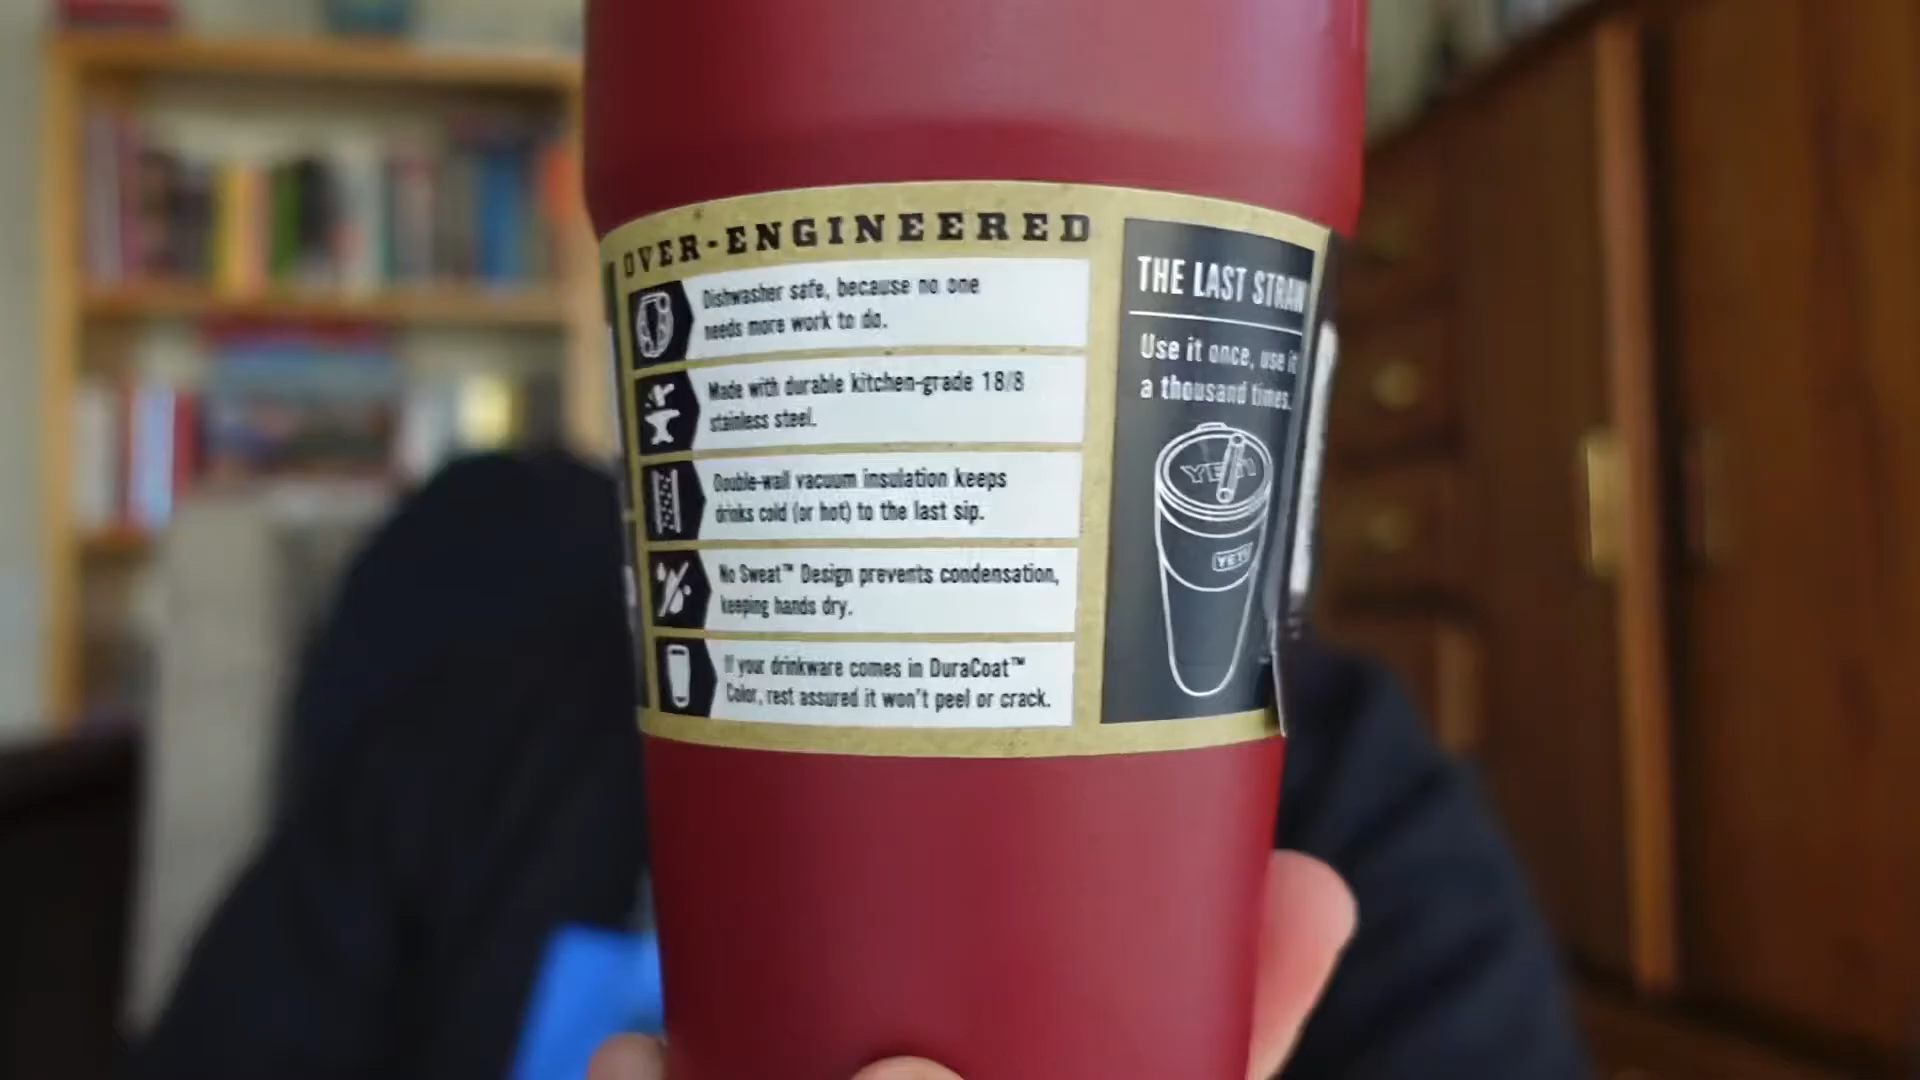 OVER-ENGINEERED
Dishwasher safe, because no one
needs more work to do.
Made with durable kitchen-grade 18/8
stainless steel.
Double-wall vacuum insulation keeps
drinks cold (or hot) to the last sip.
No Sweat™ Design prevents condensation,
keeping hands dry.
If your drinkware comes in DuraCoat™
Color, rest assured it won't peel or crack.
THE LAST STRAW
Use it once, use it
a thousand times.
YETI
YETI